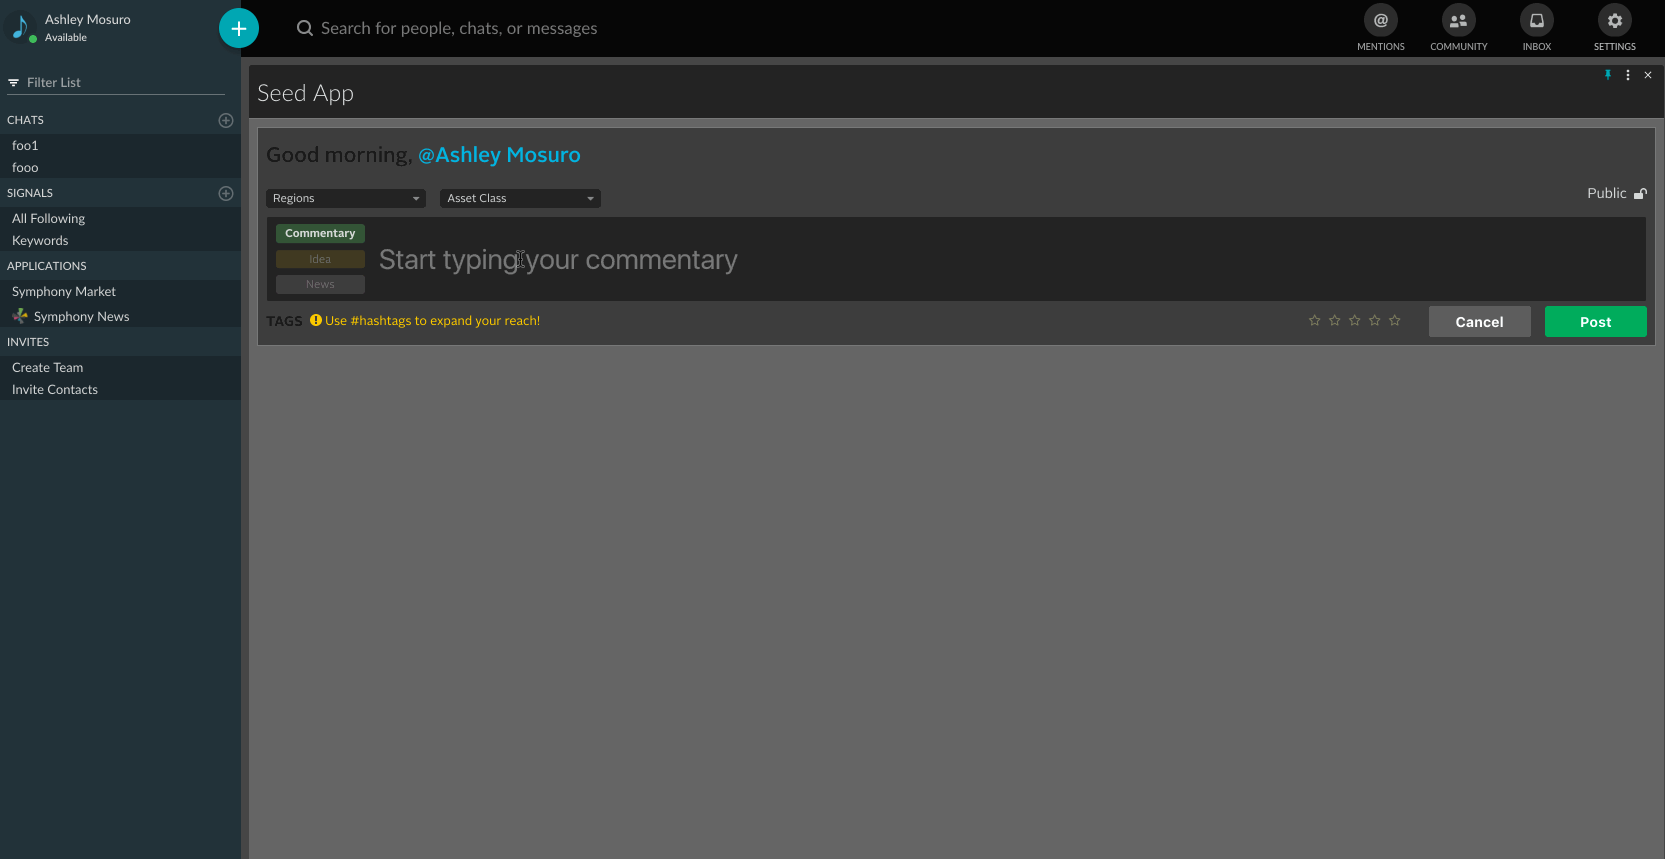 Ashley Mosuro
Available
+
Search for people, chats, or messages
@
MENTIONS
COMMUNITY
INBOX
SETTINGS
Filter List
CHATS
foo1
fooo
SIGNALS
All Following
Keywords
APPLICATIONS
Symphony Market
Symphony News
INVITES
Create Team
Invite Contacts
Seed App
Good morning, @Ashley Mosuro
Regions
Asset Class
Public
Commentary
Idea
News
Start typing your commentary
TAGS
Use #hashtags to expand your reach!
Cancel
Post